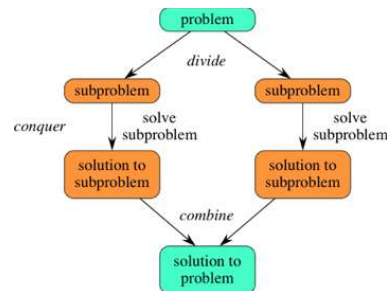 problem
divide
subproblem
subproblem
conquer
solve
subproblem
solve
subproblem
solution to
subproblem
solution to
subproblem
combine
solution to
problem